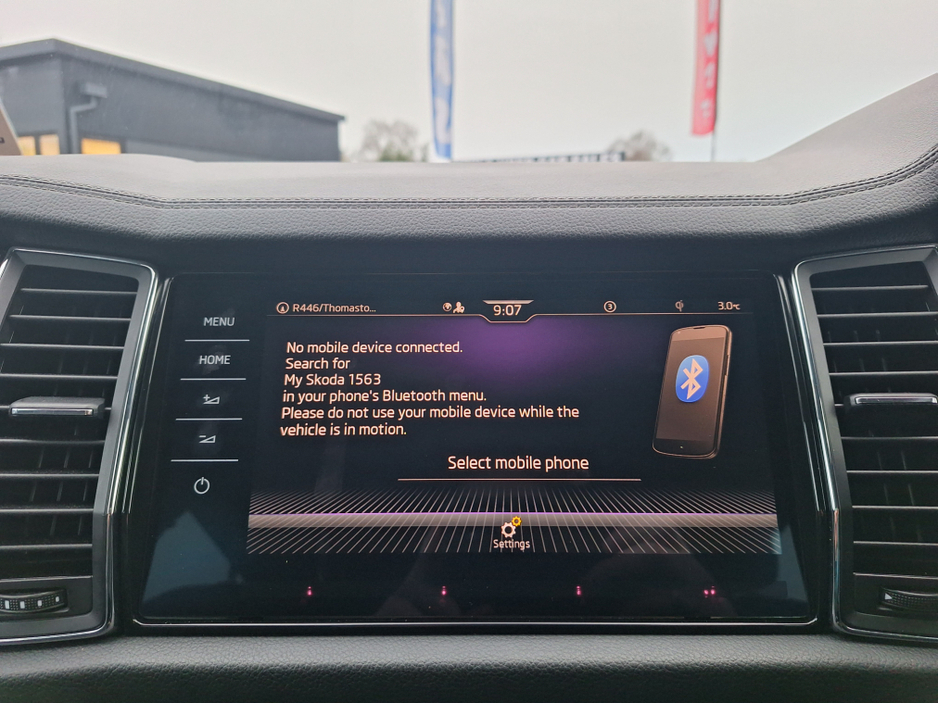 R446/Thomasto...
9:07
3
3.0°C
MENU
HOME
No mobile device connected.
Search for
My Skoda 1563
in your phone's Bluetooth menu.
Please do not use your mobile device while the
vehicle is in motion.
Select mobile phone
Settings